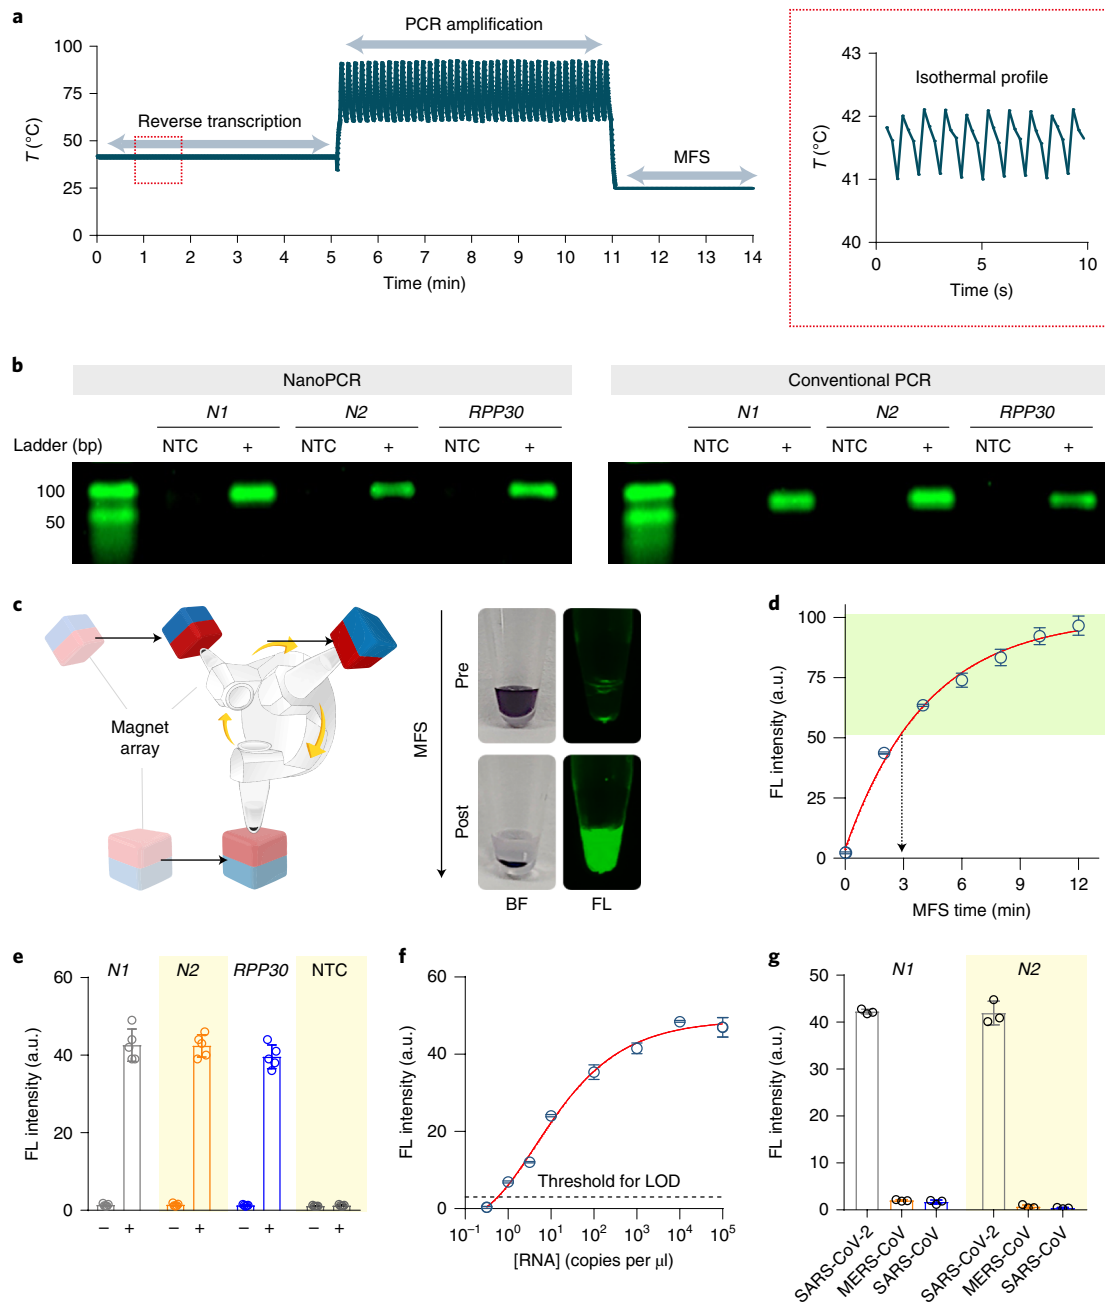 a
PCR amplification
Reverse transcription
MFS
T (°C)
100
75
50
25
0
0 1 2 3 4 5 6 7 8 9 10 11 12 13 14
Time (min)
Isothermal profile
T (°C)
43
42
41
40
0 5 10
Time (s)
b
NanoPCR
Conventional PCR
N1 N2 RPP30 N1 N2 RPP30
Ladder (bp) NTC + NTC + NTC + NTC + NTC + NTC +
100
50
c
Magnet
array
MFS
Pre
Post
BF FL
d
FL intensity (a.u.)
100
75
50
25
0
0 3 6 9 12
MFS time (min)
e
N1 N2 RPP30 NTC
FL intensity (a.u.)
60
40
20
0
– + – + – + – +
f
FL intensity (a.u.)
60
40
20
0
Threshold for LOD
10⁻¹ 10⁰ 10¹ 10² 10³ 10⁴ 10⁵
[RNA] (copies per µl)
g
N1 N2
FL intensity (a.u.)
50
40
30
20
10
0
SARS-CoV-2
MERS-CoV
SARS-CoV
SARS-CoV-2
MERS-CoV
SARS-CoV